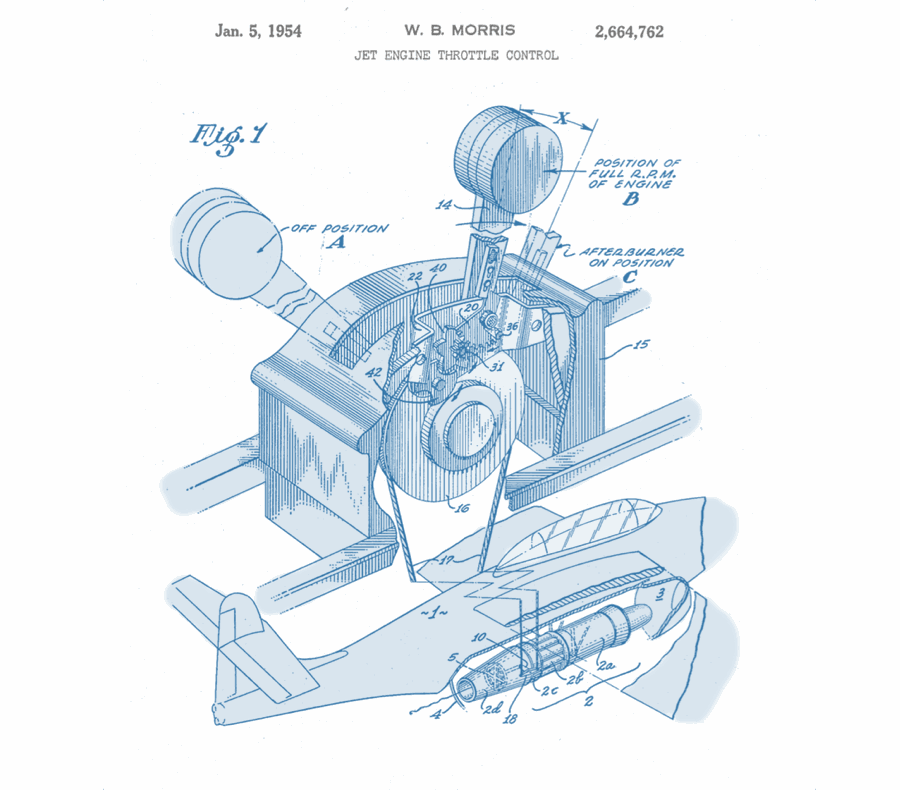 Jan. 5, 1954
W. B. MORRIS
2,664,762
JET ENGINE THROTTLE CONTROL
Fig. 1
X
POSITION OF
FULL R.P.M.
OF ENGINE
B
14
OFF POSITION
A
AFTERBURNER
ON POSITION
C
22
40
20
36
15
31
42
16
17
~1~
3
10
5
2a
2b
2c
2
2d
4
18